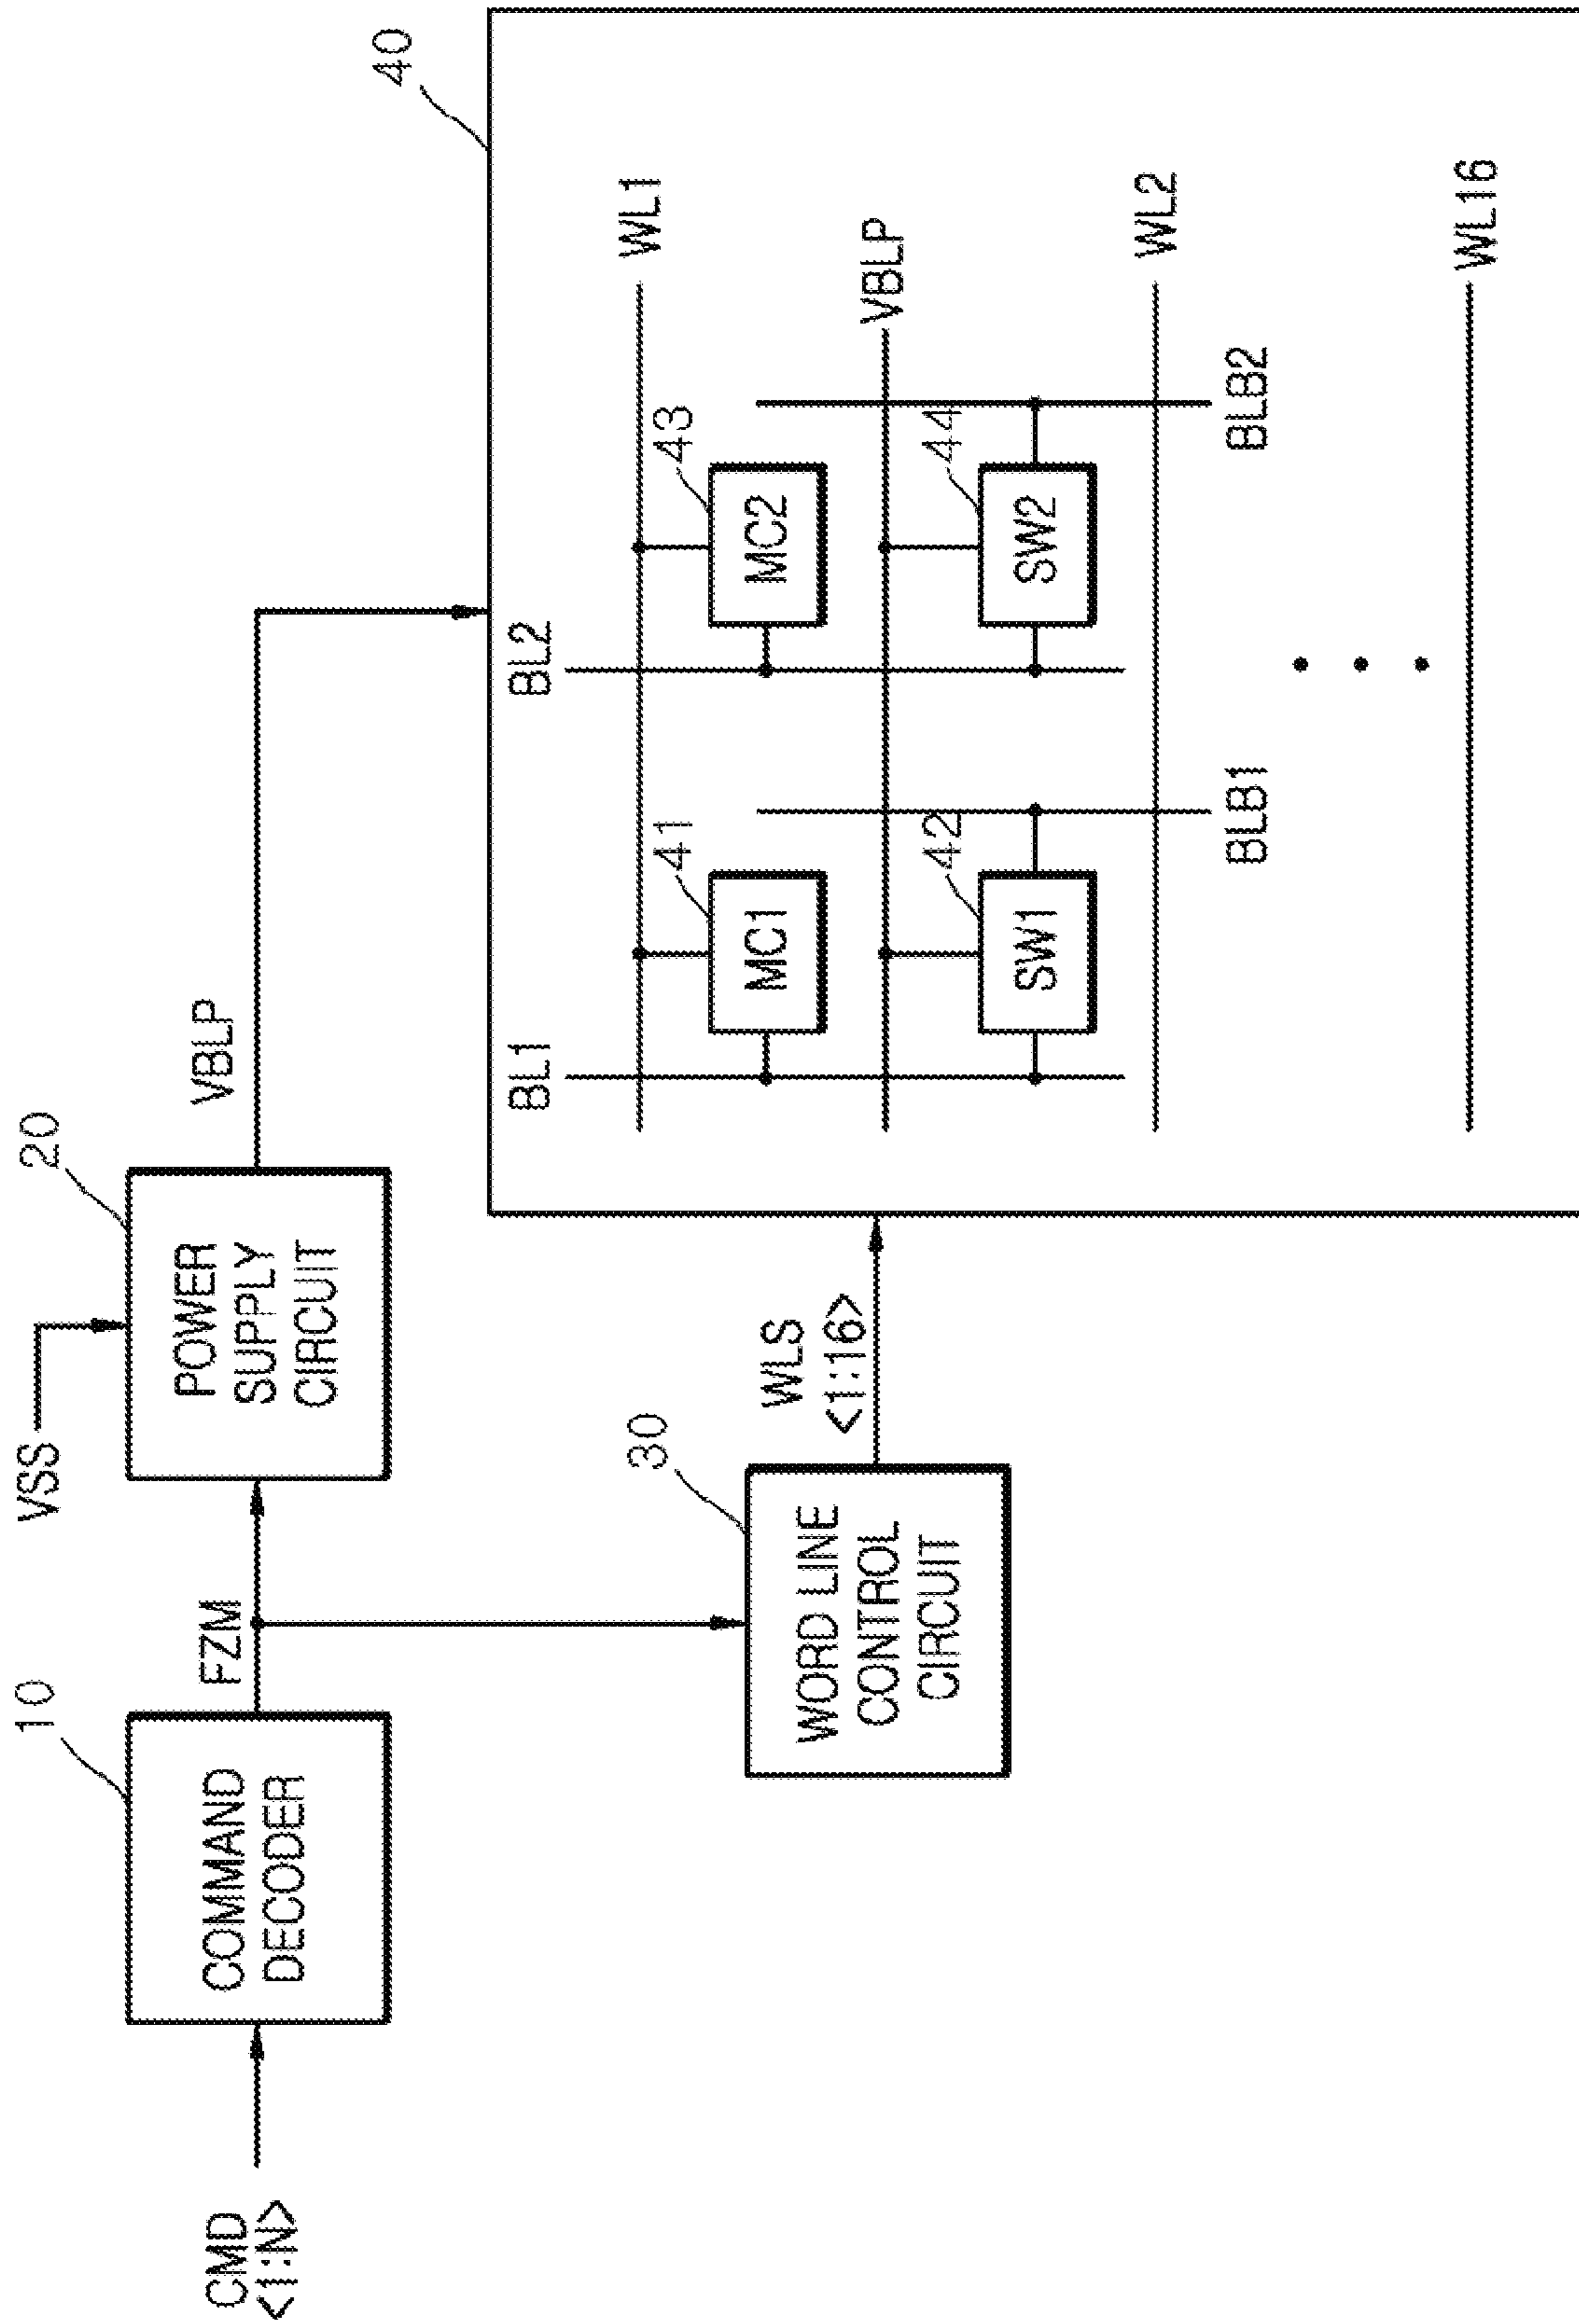 CMD
<1:N>
10
COMMAND
DECODER
FZM
VSS
20
POWER
SUPPLY
CIRCUIT
VBLP
30
WORD LINE
CONTROL
CIRCUIT
WLS
<1:16>
40
BL1
BL2
WL1
41
MC1
43
MC2
VBLP
42
SW1
44
SW2
WL2
BLB1
BLB2
WL16